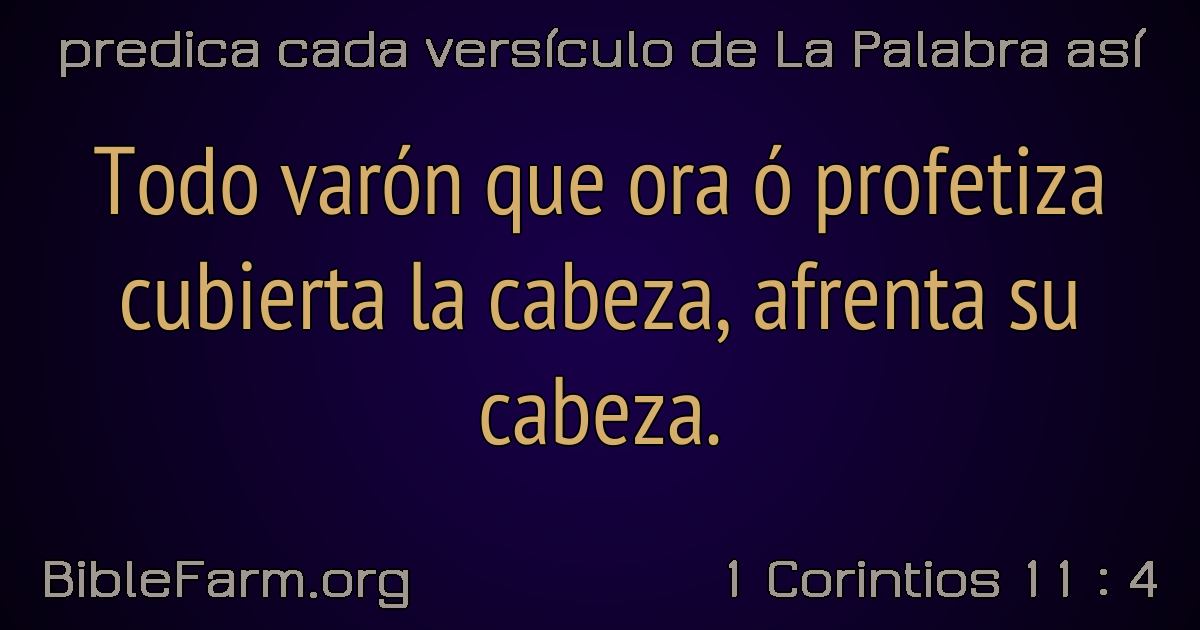 predica cada versículo de La Palabra así
Todo varón que ora ó profetiza
cubierta la cabeza, afrenta su
cabeza.
BibleFarm.org
1 Corintios 11 : 4